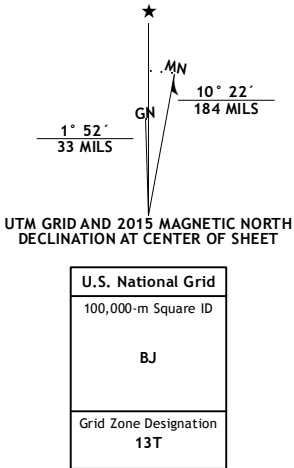 ★
MN
GN
10° 22´
184 MILS
1° 52´
33 MILS
UTM GRID AND 2015 MAGNETIC NORTH
DECLINATION AT CENTER OF SHEET
U.S. National Grid
100,000-m Square ID
BJ
Grid Zone Designation
13T